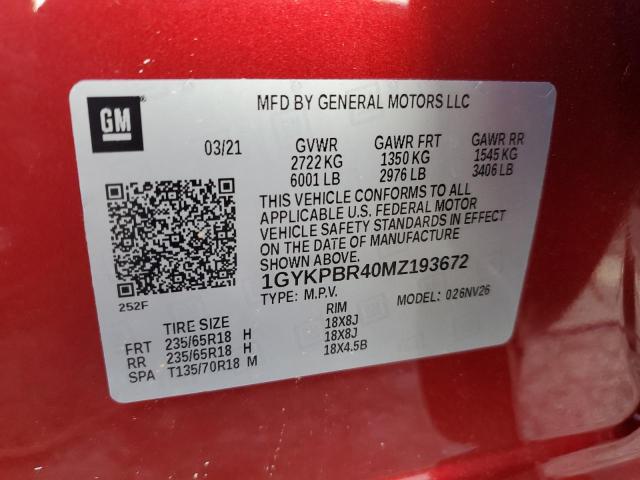 GM
MFD BY GENERAL MOTORS LLC
03/21 GVWR GAWR FRT GAWR RR
2722 KG 1350 KG 1545 KG
6001 LB 2976 LB 3406 LB
THIS VEHICLE CONFORMS TO ALL
APPLICABLE U.S. FEDERAL MOTOR
VEHICLE SAFETY STANDARDS IN EFFECT
ON THE DATE OF MANUFACTURE
SHOWN ABOVE.
1GYKPBR40MZ193672
TYPE: M.P.V. MODEL: 026NV26
252F
TIRE SIZE RIM
FRT 235/65R18 H 18X8J
RR 235/65R18 H 18X8J
SPA T135/70R18 M 18X4.5B